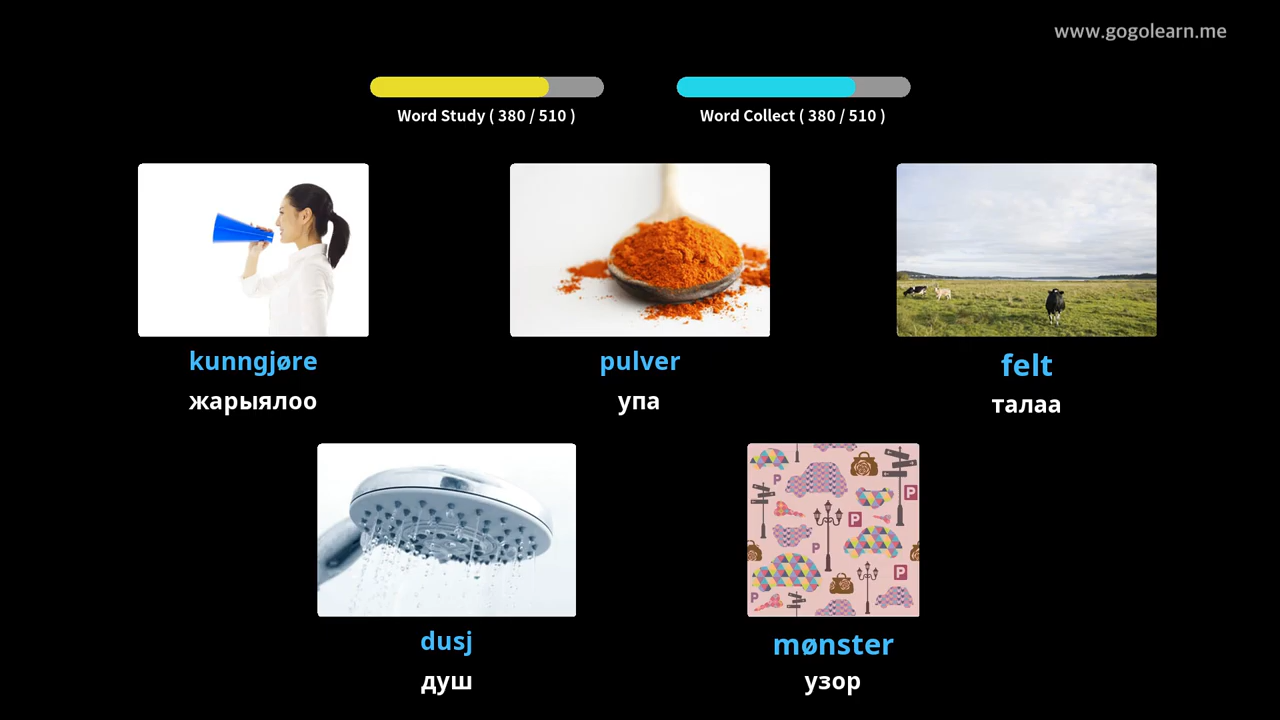 www.gogolearn.me
Word Study ( 380 / 510 )
Word Collect ( 380 / 510 )
kunngjøre
жарыялоо
pulver
упа
felt
талаа
P
P
P
P
P
P
dusj
душ
mønster
узор